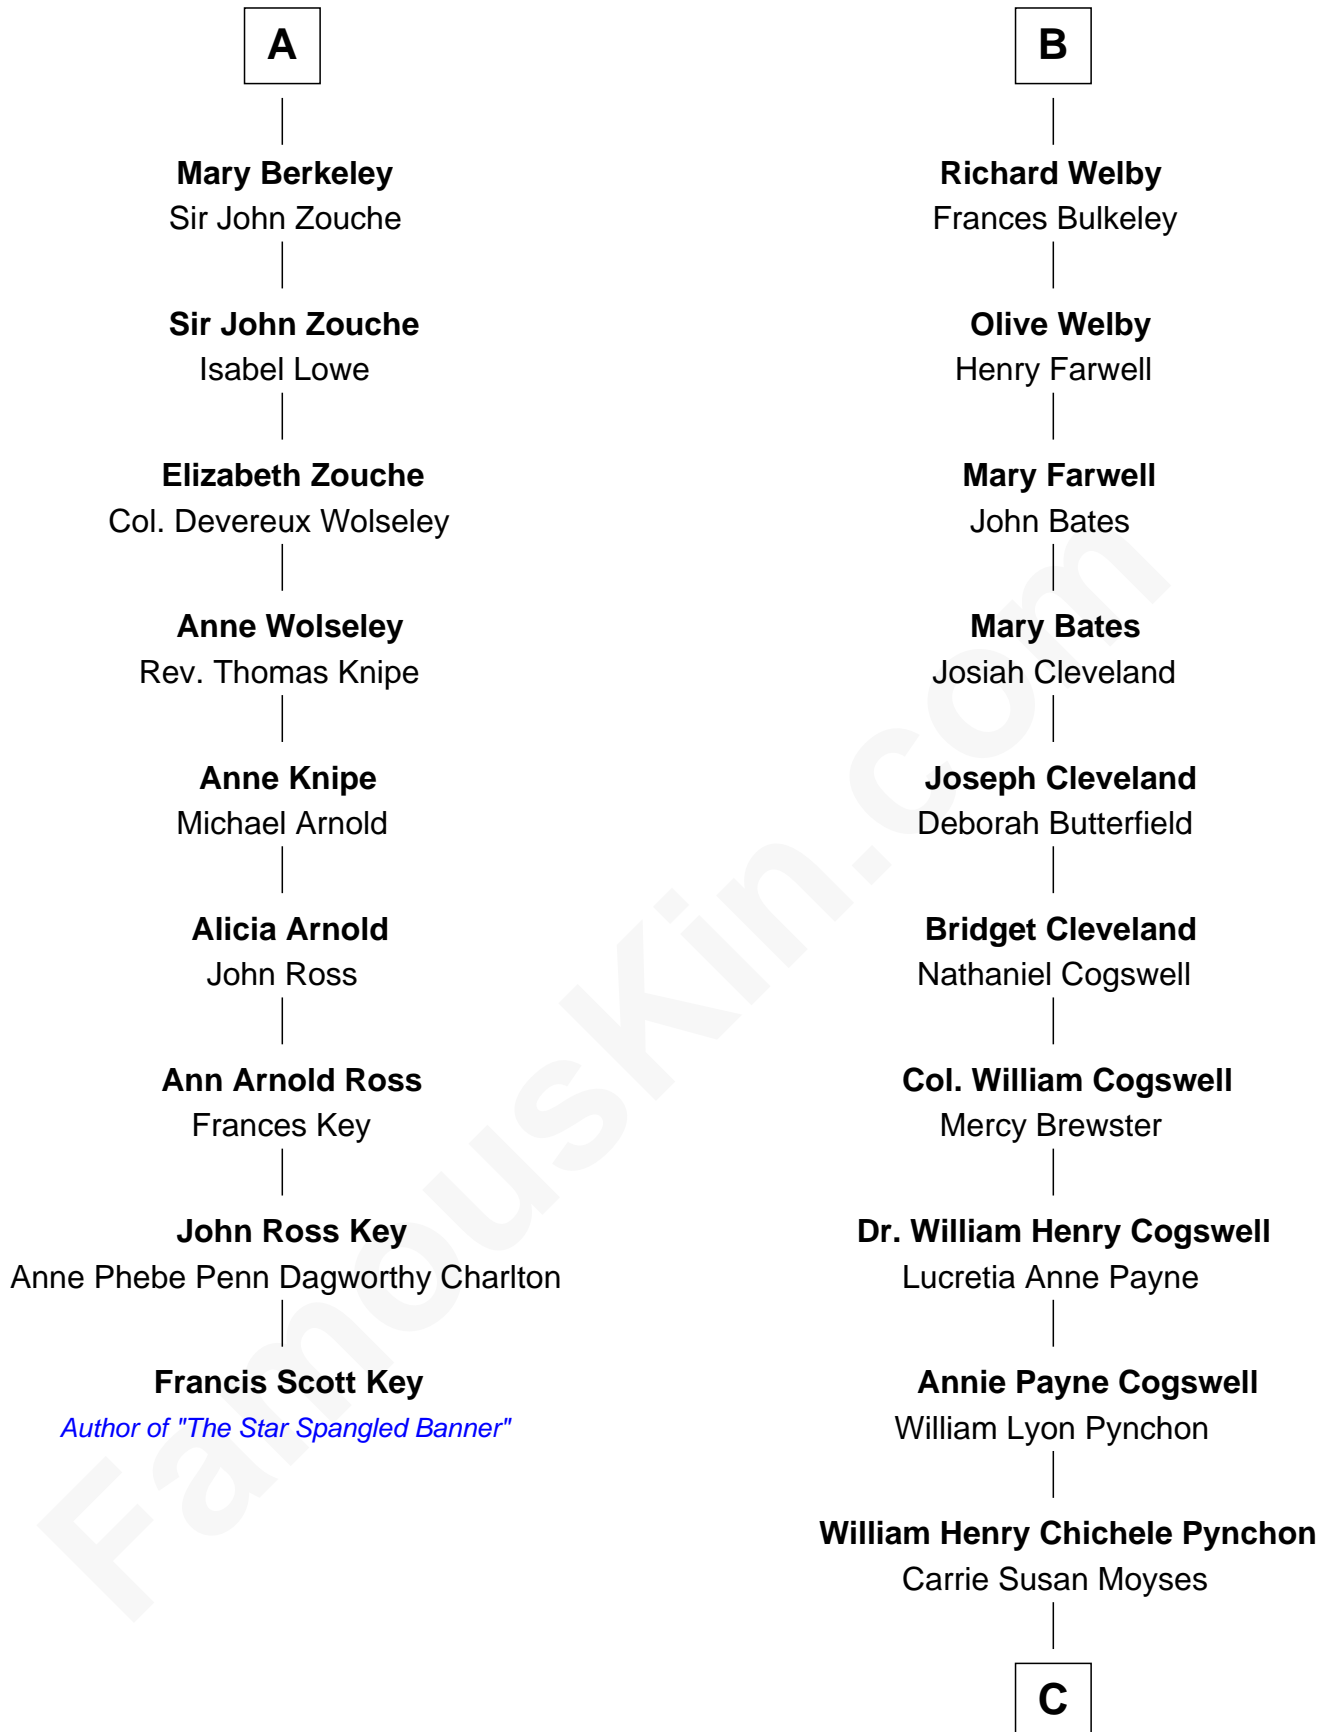 A
Mary Berkeley
Sir John Zouche
Sir John Zouche
Isabel Lowe
Elizabeth Zouche
Col. Devereux Wolseley
Anne Wolseley
Rev. Thomas Knipe
Anne Knipe
Michael Arnold
Alicia Arnold
John Ross
Ann Arnold Ross
Frances Key
John Ross Key
Anne Phebe Penn Dagworthy Charlton
Francis Scott Key
Author of "The Star Spangled Banner"
B
Richard Welby
Frances Bulkeley
Olive Welby
Henry Farwell
Mary Farwell
John Bates
Mary Bates
Josiah Cleveland
Joseph Cleveland
Deborah Butterfield
Bridget Cleveland
Nathaniel Cogswell
Col. William Cogswell
Mercy Brewster
Dr. William Henry Cogswell
Lucretia Anne Payne
Annie Payne Cogswell
William Lyon Pynchon
William Henry Chichele Pynchon
Carrie Susan Moyses
C
FamousKin.com